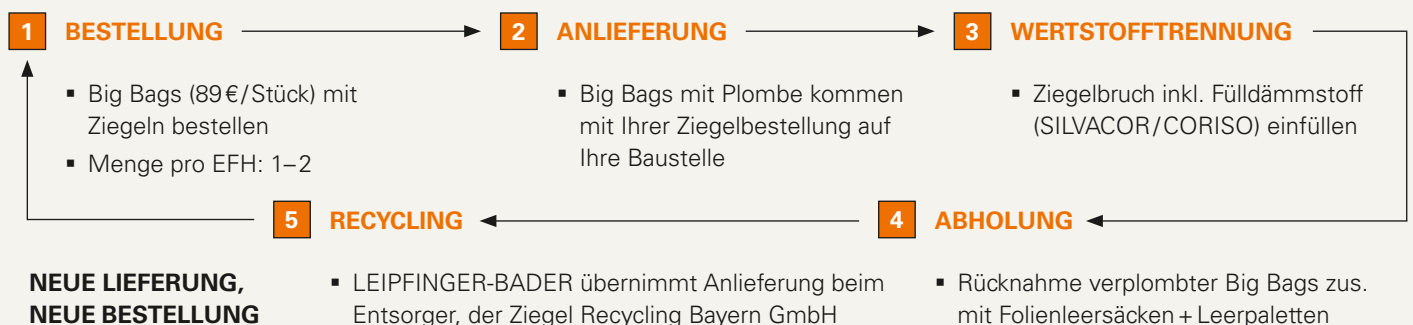 1 BESTELLUNG
▪ Big Bags (89 €/Stück) mit
Ziegeln bestellen
▪ Menge pro EFH: 1–2
2 ANLIEFERUNG
▪ Big Bags mit Plombe kommen
mit Ihrer Ziegelbestellung auf
Ihre Baustelle
3 WERTSTOFFTRENNUNG
▪ Ziegelbruch inkl. Fülldämmstoff
(SILVACOR/CORISO) einfüllen
4 ABHOLUNG
▪ Rücknahme verplombter Big Bags zus.
mit Folienleersäcken + Leerpaletten
5 RECYCLING
▪ LEIPFINGER-BADER übernimmt Anlieferung beim
Entsorger, der Ziegel Recycling Bayern GmbH
NEUE LIEFERUNG,
NEUE BESTELLUNG